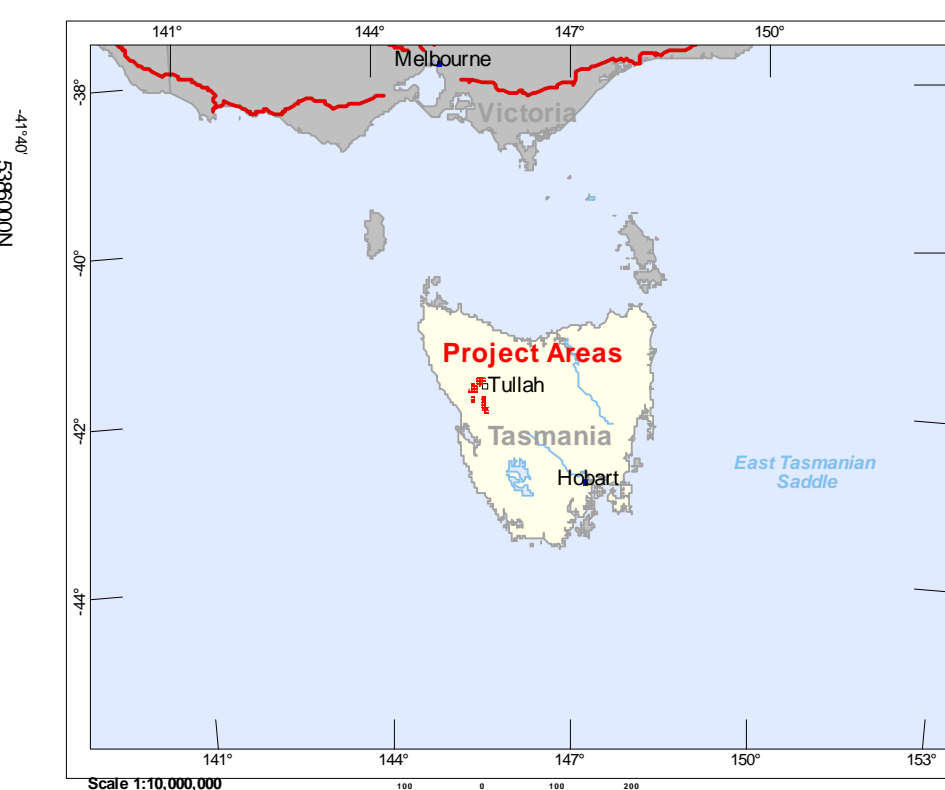 141° 144° 147° 150°
Melbourne
-38°
Victoria
-41°40'
5386000N
-40°
Project Areas
Tullah
-42°
Tasmania
East Tasmanian
Saddle
Hobart
-44°
141° 144° 147° 150° 153°
Scale 1:10,000,000
100 0 100 200